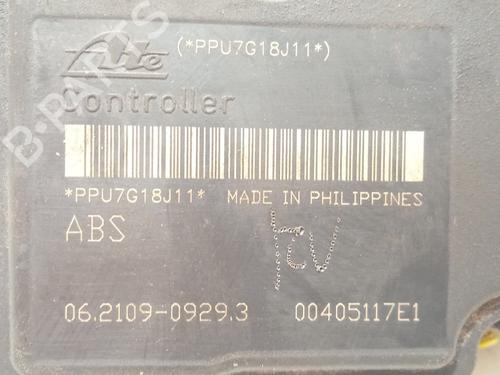 Ate
(*PPU7G18J11*)
Controller
*PPU7G18J11* MADE IN PHILIPPINES
ABS
06.2109-0929.3
00405117E1
B-PARTS